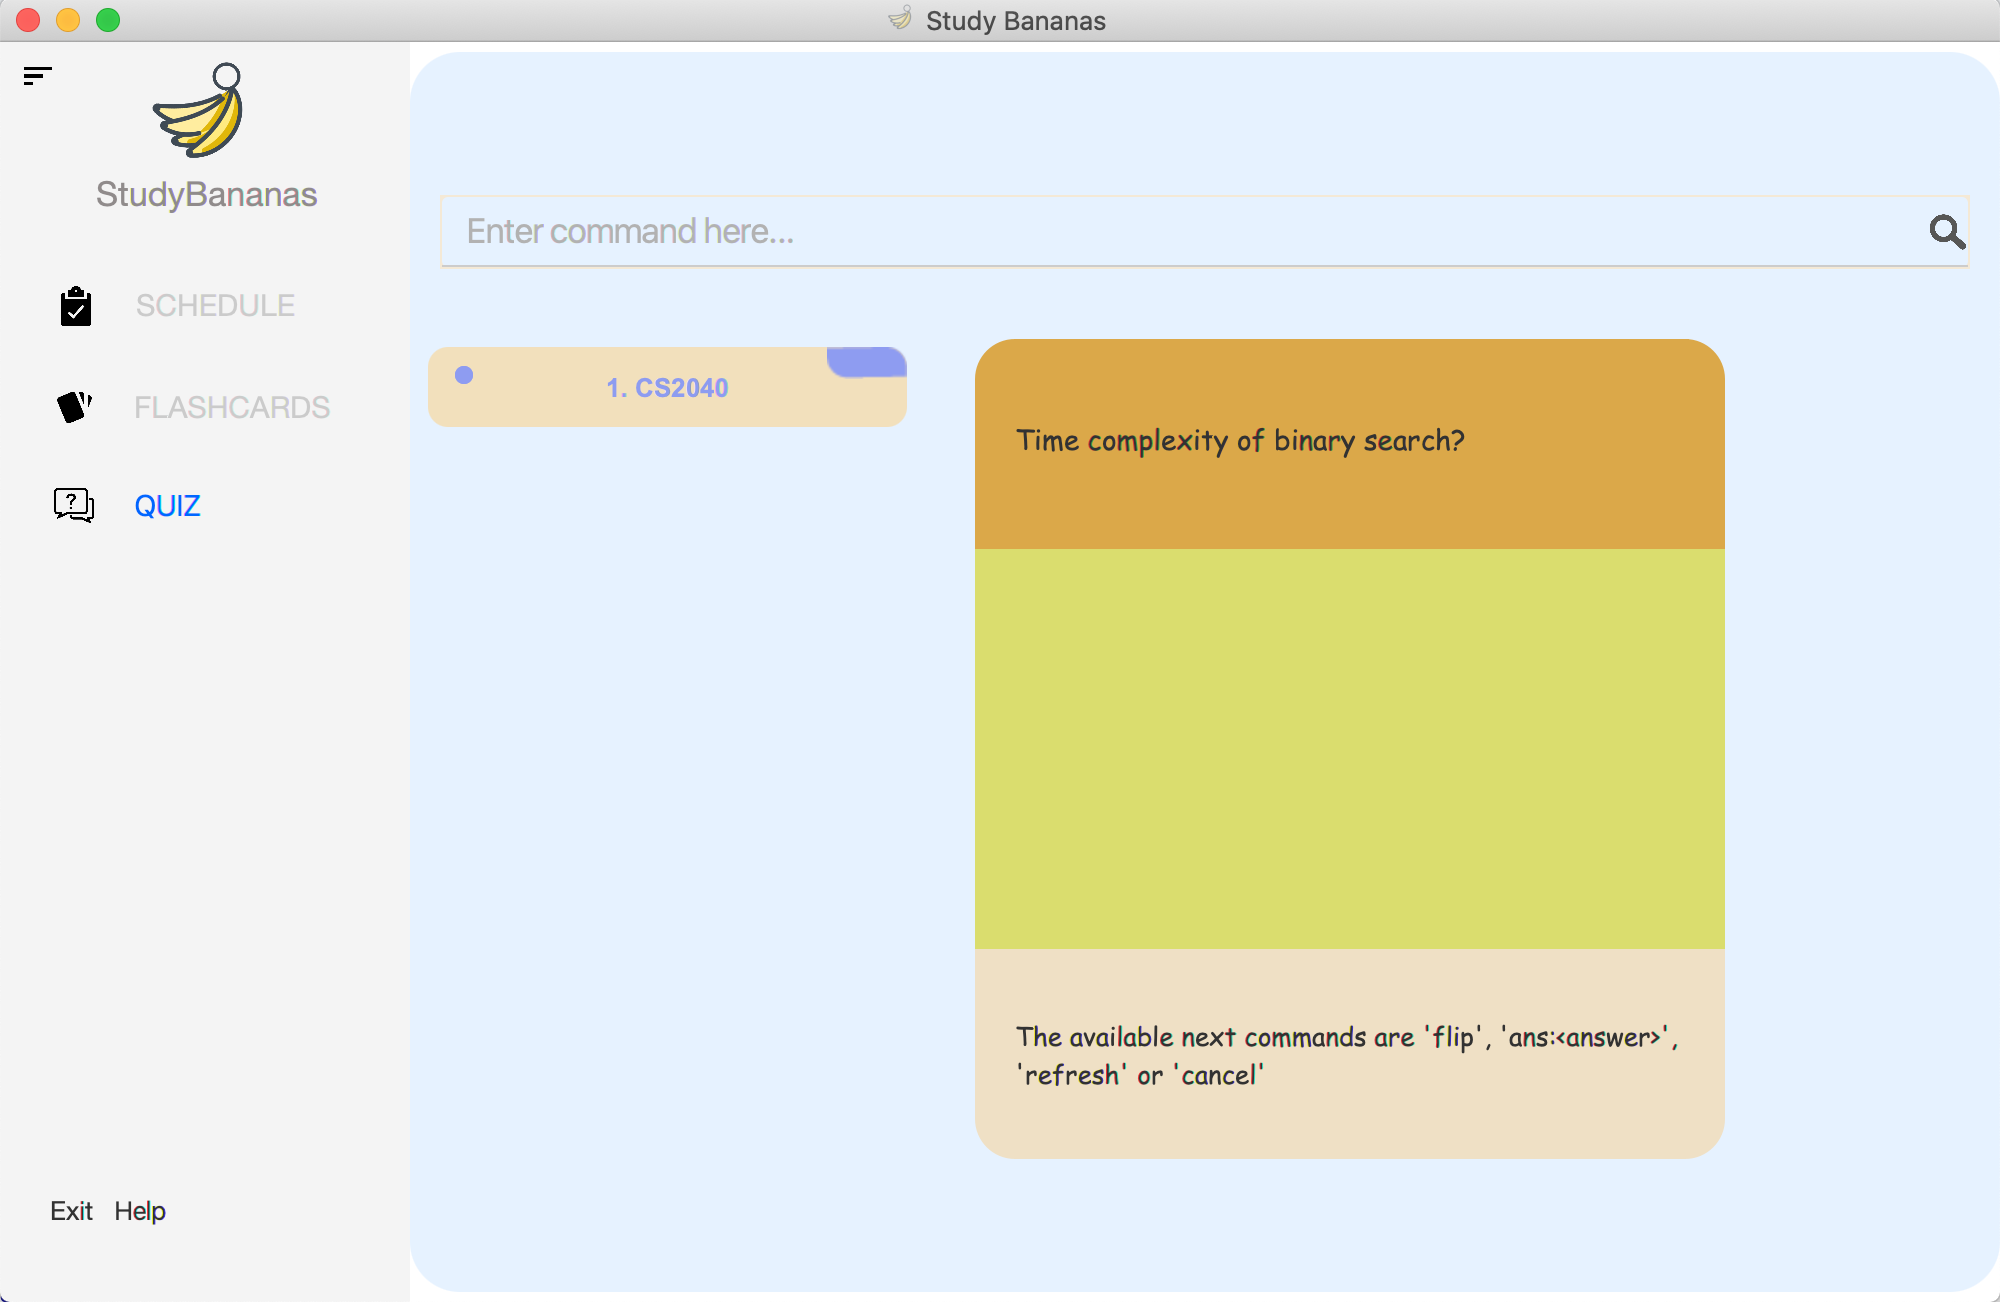 Study Bananas
StudyBananas
SCHEDULE
FLASHCARDS
QUIZ
Exit Help
Enter command here...
1. CS2040
Time complexity of binary search?
The available next commands are 'flip', 'ans:<answer>',
'refresh' or 'cancel'